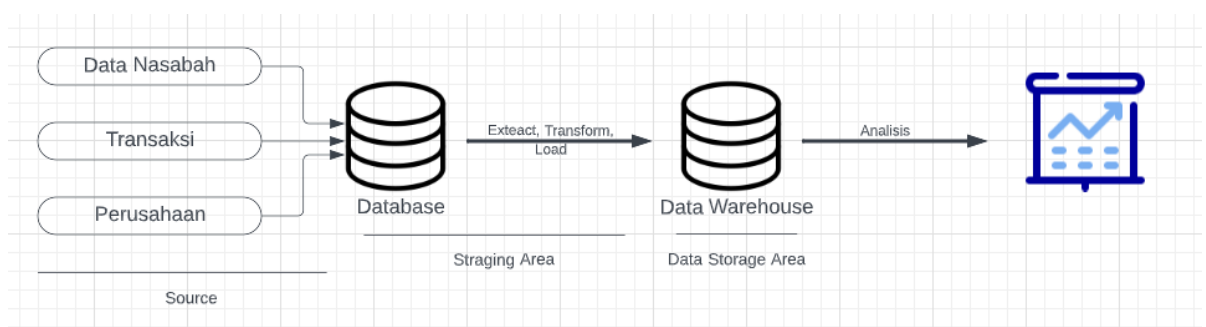 Data Nasabah
Transaksi
Perusahaan
Source
Database
Exteact, Transform,
Load
Straging Area
Data Warehouse
Data Storage Area
Analisis